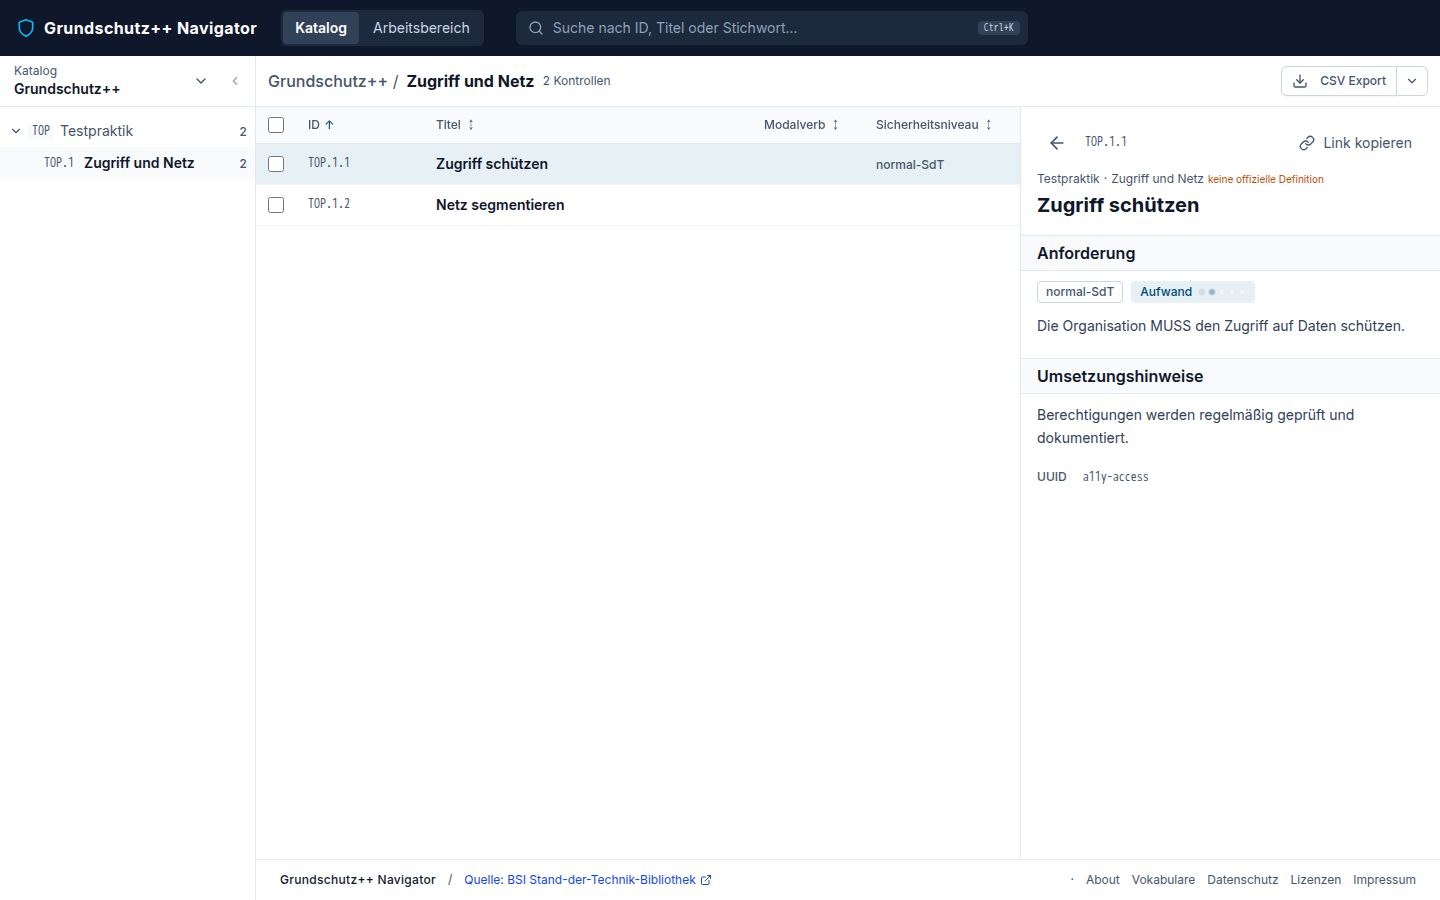 Grundschutz++ Navigator
Katalog
Arbeitsbereich
Suche nach ID, Titel oder Stichwort...
Ctrl+K
Katalog
Grundschutz++
TOP Testpraktik 2
TOP.1 Zugriff und Netz 2
Grundschutz++ / Zugriff und Netz 2 Kontrollen
CSV Export
ID Titel Modalverb Sicherheitsniveau
TOP.1.1 Zugriff schützen normal-SdT
TOP.1.2 Netz segmentieren
TOP.1.1
Link kopieren
Testpraktik · Zugriff und Netz keine offizielle Definition
Zugriff schützen
Anforderung
normal-SdT Aufwand
Die Organisation MUSS den Zugriff auf Daten schützen.
Umsetzungshinweise
Berechtigungen werden regelmäßig geprüft und
dokumentiert.
UUID a11y-access
Grundschutz++ Navigator / Quelle: BSI Stand-der-Technik-Bibliothek
· About Vokabulare Datenschutz Lizenzen Impressum